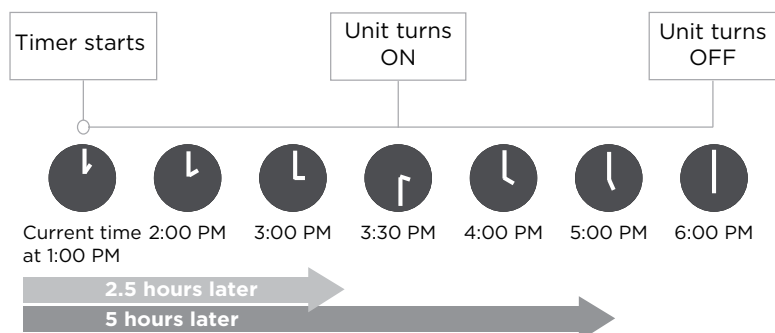 Timer starts
Unit turns
ON
Unit turns
OFF
Current time
at 1:00 PM
2:00 PM
3:00 PM
3:30 PM
4:00 PM
5:00 PM
6:00 PM
2.5 hours later
5 hours later